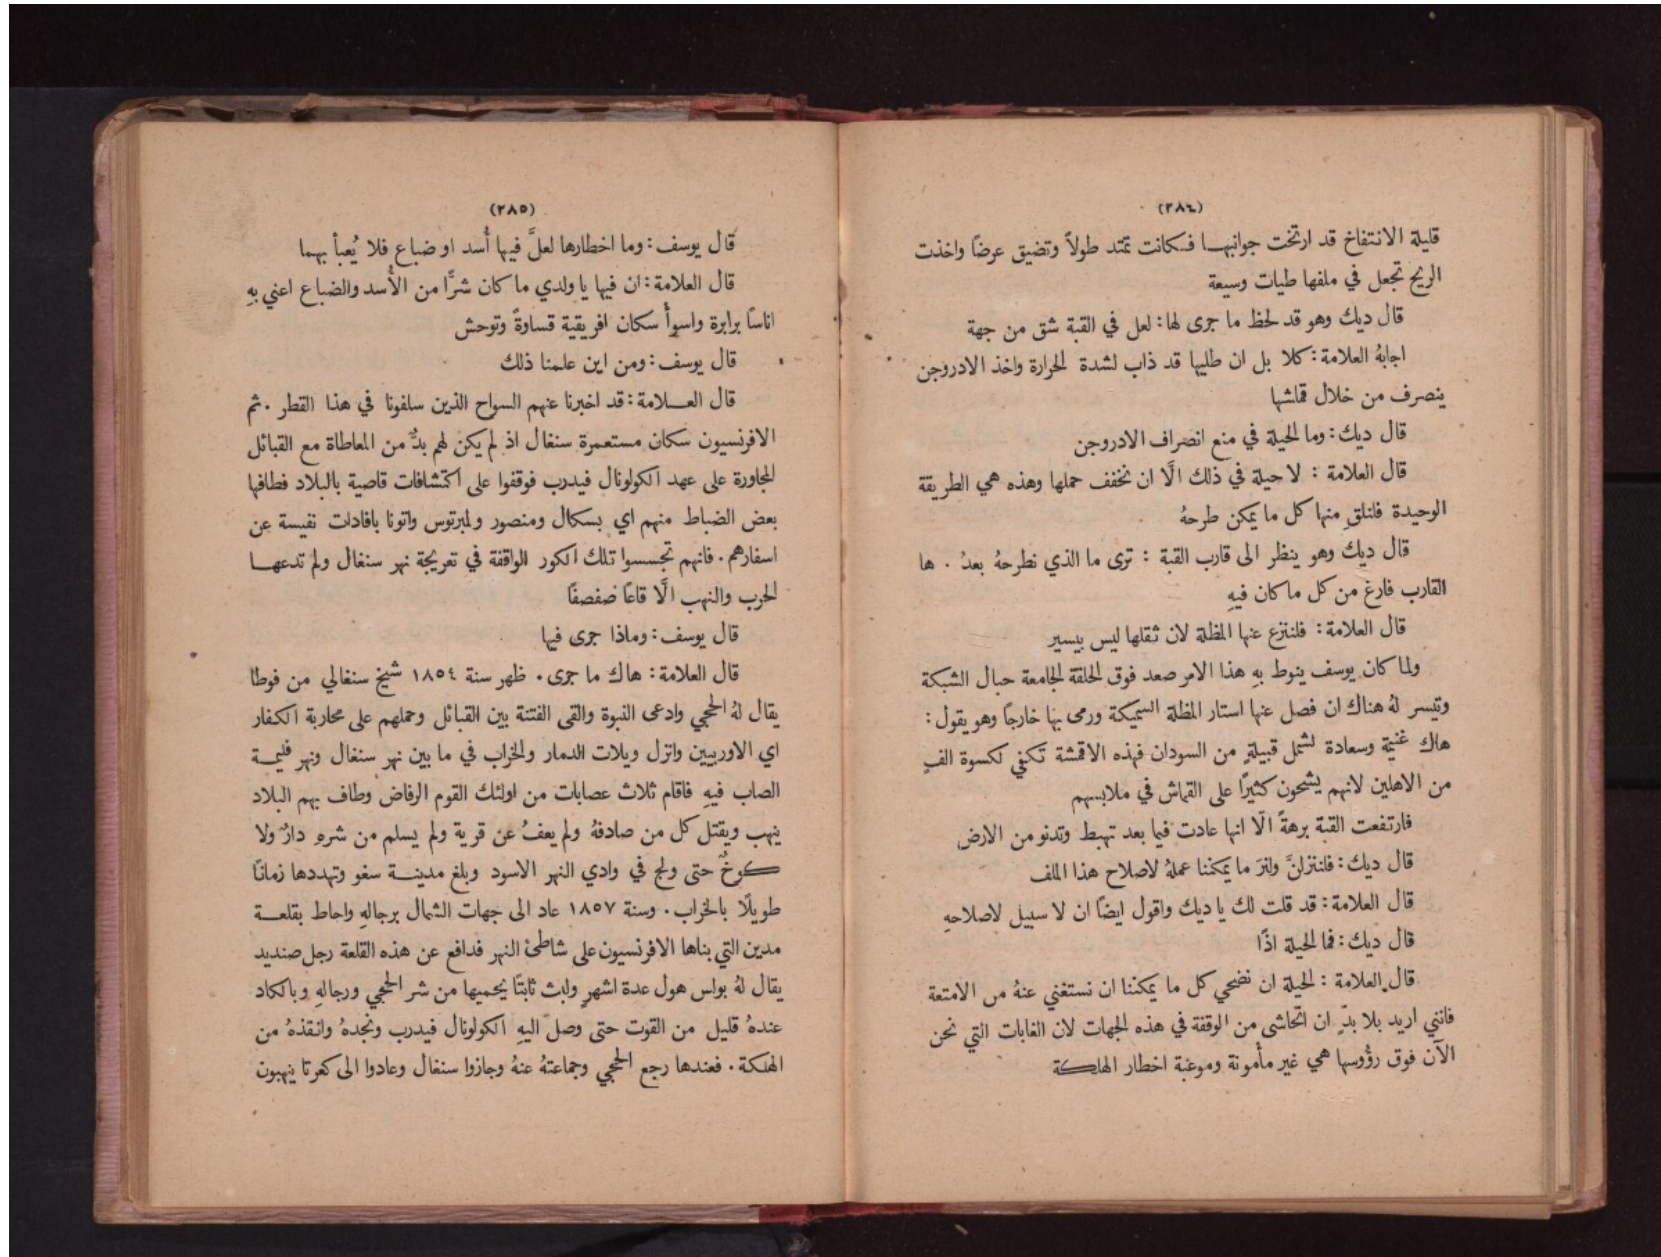 (٢٨٤)
قليلة الانتفاخ قد ارتخت جوانبهـا فـكانت تمتد طولاً وتضيق عرضاً واخذت
الريح تجعل في ملفها طيات وسيعة
قال ديك وهو قد لحظ ما جرى لها: لعل في القبة شق من جهة
اجابهُ العلامة: كلا بل ان طليها قد ذاب لشدة الحرارة واخذ الادروجن
ينصرف من خلال قماشها
قال ديك: وما الحيلة في منع انصراف الادروجن
قال العلامة : لا حيلة في ذلك الَّا ان نخفف حملها وهذه هي الطريقة
الوحيدة فلنلقِ منها كل ما يمكن طرحهُ
قال ديك وهو ينظر الى قارب القبة : ترى ما الذي نطرحهُ بعدُ . ها
القارب فارغ من كل ما كان فيهِ
قال العلامة: فلننزع عنها المظلة لان ثقلها ليس بيسير
ولما كان يوسف ينوط بهِ هذا الامر صعد فوق الحلقة الجامعة حبال الشبكة
وتيسر لهُ هناك ان فصل عنها استار المظلة السميكة ورمى بها خارجاً وهو يقول:
هاك غنيمة وسعادة لشمل قبيلةٍ من السودان فهذه الاقمشة تكفي لكسوة الفٍ
من الاهلين لانهم يشحون كثيرًا على القماش في ملابسهم
فارتفعت القبة برهةً الَّا انها عادت فيما بعد تهبط وتدنو من الارض
قال ديك: فلننزلنَّ ولنرَ ما يمكننا عملهُ لاصلاح هذا الملف
قال العلامة: قد قلت لك يا ديك واقول ايضاً ان لا سبيل لاصلاحهِ
قال ديك: فما الحيلة اذًا
قال العلامة : الحيلة ان نضحي كل ما يمكننا ان نستغني عنهُ من الامتعة
فانني اريد بلا بدٍّ ان اتحاشى من الوقفة في هذه الجهات لان الغابات التي نحن
الآن فوق رؤوسها هي غير مأمونة وموعبة اخطار الهلـكة
(٢٨٥)
قال يوسف: وما اخطارها لعلَّ فيها أُسد او ضباع فلا يُعبأ بهما
قال العلامة: ان فيها يا ولدي ما كان شرًّا من الأُسد والضباع اعني بهِ
اناسًا برابرة واسوأ سكان افريقية قساوةً وتوحش
قال يوسف: ومن اين علمنا ذلك
قال العـلامة: قد اخبرنا عنهم السواح الذين سلفونا في هذا القطر . ثم
الافرنسيون سكان مستعمرة سنغال اذ لم يكن لهم بدٌّ من المعاطاة مع القبائل
المجاورة على عهد الكولونال فيدرب فوقفوا على اكتشافات قاصية بالبلاد فطافها
بعض الضباط منهم اي بسكال ومنصور ولمبرتوس واتونا بافادات نفيسة عن
اسفارهم . فانهم تجسسوا تلك الكور الواقفة في تعريجة نهر سنغال ولم تدعهـا
الحرب والنهب الَّا قاعًا صفصفًا
قال يوسف: وماذا جرى فيها
قال العلامة: هاك ما جرى. ظهر سنة ١٨٥٤ شيخ سنغالي من فوطا
يقال لهُ الحجي وادعى النبوة والقى الفتنة بين القبائل وحملهم على محاربة الكفار
اي الاوربيين وانزل ويلات الدمار والخراب في ما بين نهر سنغال ونهر فليمـة
الصاب فيهِ فاقام ثلاث عصابات من اولئك القوم الرفاض وطاف بهم البلاد
ينهب ويقتل كل من صادفهُ ولم يعفُ عن قرية ولم يسلم من شره دارٌ ولا
كوخٌ حتى ولج في وادي النهر الاسود وبلغ مدينـة سغو وتهددها زمانًا
طويلًا بالخراب. وسنة ١٨٥٧ عاد الى جهات الشمال برجالهِ واحاط بقلعـة
مدين التي بناها الافرنسيون على شاطئ النهر فدافع عن هذه القلعة رجل صنديد
يقال لهُ بولس هول عدة اشهرٍ ولبث ثابتًا يحميها من شر الحجي ورجالهِ وبالكاد
عندهُ قليل من القوت حتى وصل اليهِ الكولونال فيدرب ونجدهُ وانقذهُ من
الهلكة. فعندها رجع الحجي وجماعتهُ عنهُ وجازوا سنغال وعادوا الى كعرتا ينهبون